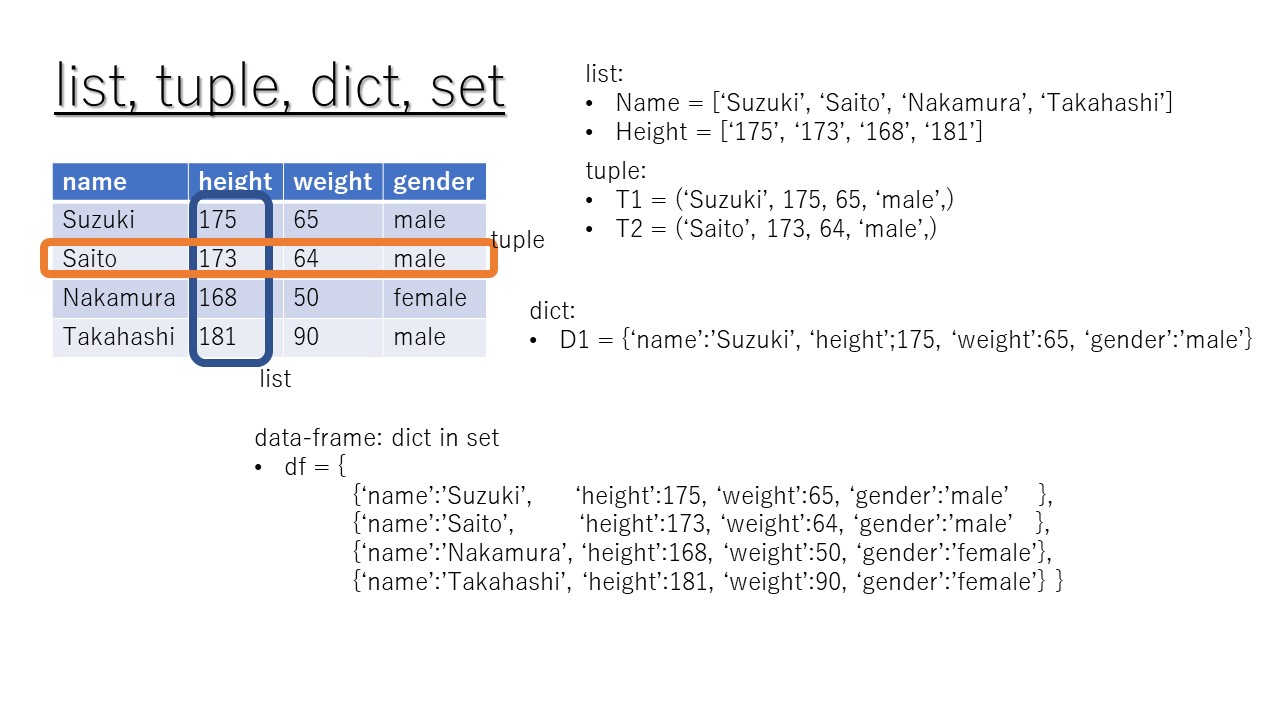 list, tuple, dict, set
name height weight gender
Suzuki 175 65 male
Saito 173 64 male
Nakamura 168 50 female
Takahashi 181 90 male
tuple
list
list:
• Name = [‘Suzuki’, ‘Saito’, ‘Nakamura’, ‘Takahashi’]
• Height = [‘175’, ‘173’, ‘168’, ‘181’]
tuple:
• T1 = (‘Suzuki’, 175, 65, ‘male’,)
• T2 = (‘Saito’, 173, 64, ‘male’,)
dict:
• D1 = {‘name’:’Suzuki’, ‘height’;175, ‘weight’:65, ‘gender’:’male’}
data-frame: dict in set
• df = {
{‘name’:’Suzuki’, ‘height’:175, ‘weight’:65, ‘gender’:’male’ },
{‘name’:’Saito’, ‘height’:173, ‘weight’:64, ‘gender’:’male’ },
{‘name’:’Nakamura’, ‘height’:168, ‘weight’:50, ‘gender’:’female’},
{‘name’:’Takahashi’, ‘height’:181, ‘weight’:90, ‘gender’:’female’} }